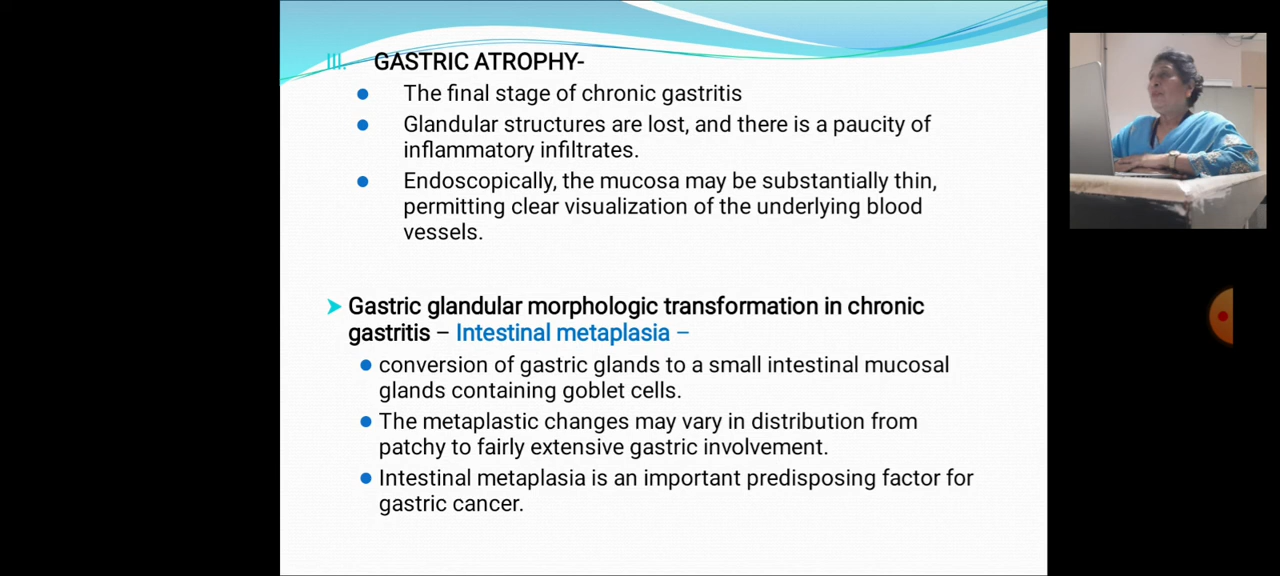 III. GASTRIC ATROPHY-
The final stage of chronic gastritis
Glandular structures are lost, and there is a paucity of
inflammatory infiltrates.
Endoscopically, the mucosa may be substantially thin,
permitting clear visualization of the underlying blood
vessels.
Gastric glandular morphologic transformation in chronic
gastritis – Intestinal metaplasia –
conversion of gastric glands to a small intestinal mucosal
glands containing goblet cells.
The metaplastic changes may vary in distribution from
patchy to fairly extensive gastric involvement.
Intestinal metaplasia is an important predisposing factor for
gastric cancer.